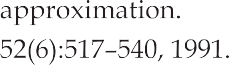 approximation.
52(6):517–540, 1991.